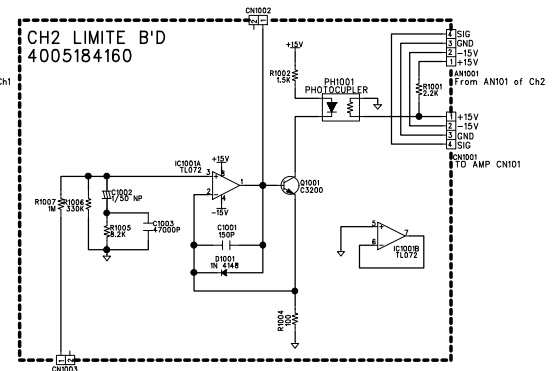 CN1002
2 1
CH2 LIMITE B'D
4005184160
Ch1
+15V
R1002
1.5K
PH1001
PHOTOCUPLER
4 SIG
3 GND
2 -15V
1 +15V
AN1001
From AN101 of Ch2
R1001
2.2K
1 +15V
2 -15V
3 GND
4 SIG
CN1001
TO AMP CN101
IC1001A
TL072
+15V
3
8
1
2
4
-15V
Q1001
C3200
R1007
1M
R1006
330K
C1002
1/50 NP
R1005
8.2K
C1003
47000P
C1001
150P
D1001
1N 4148
5
7
6
IC1001B
TL072
R1004
100
1 2
CN1003